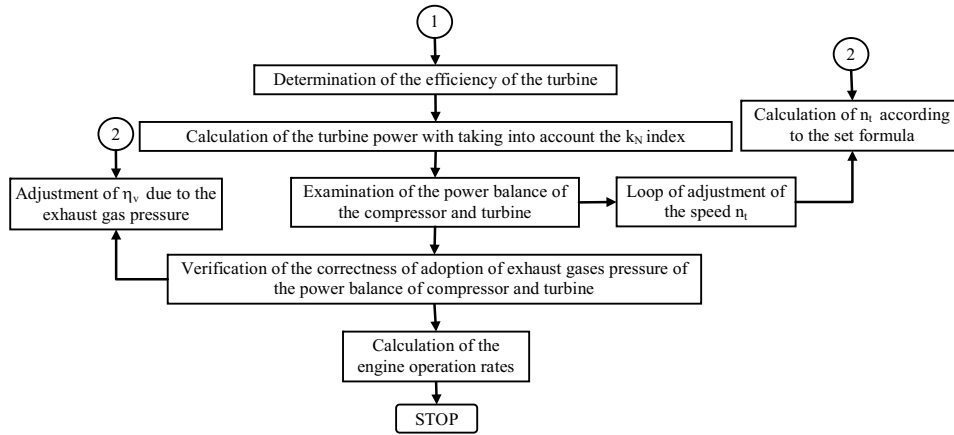 1
Determination of the efficiency of the turbine
2
Calculation of nₜ according
to the set formula
2
Calculation of the turbine power with taking into account the k_N index
Adjustment of ηᵥ due to the
exhaust gas pressure
Examination of the power balance of
the compressor and turbine
Loop of adjustment of
the speed nₜ
Verification of the correctness of adoption of exhaust gases pressure of
the power balance of compressor and turbine
Calculation of the
engine operation rates
STOP